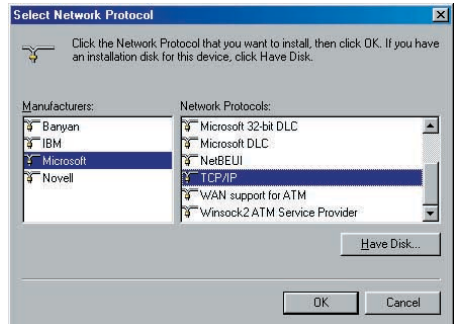 Select Network Protocol
Click the Network Protocol that you want to install, then click OK. If you have
an installation disk for this device, click Have Disk.
Manufacturers:
Banyan
IBM
Microsoft
Novell
Network Protocols:
Microsoft 32-bit DLC
Microsoft DLC
NetBEUI
TCP/IP
WAN support for ATM
Winsock2 ATM Service Provider
Have Disk...
OK
Cancel